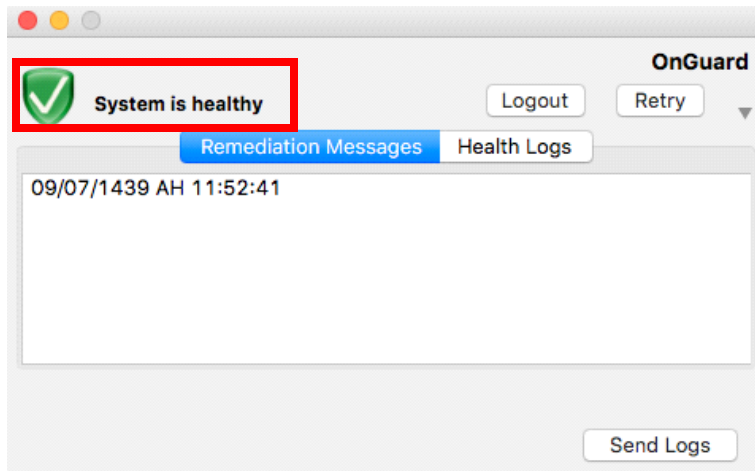 OnGuard
System is healthy
Logout
Retry
Remediation Messages
Health Logs
09/07/1439 AH 11:52:41
Send Logs